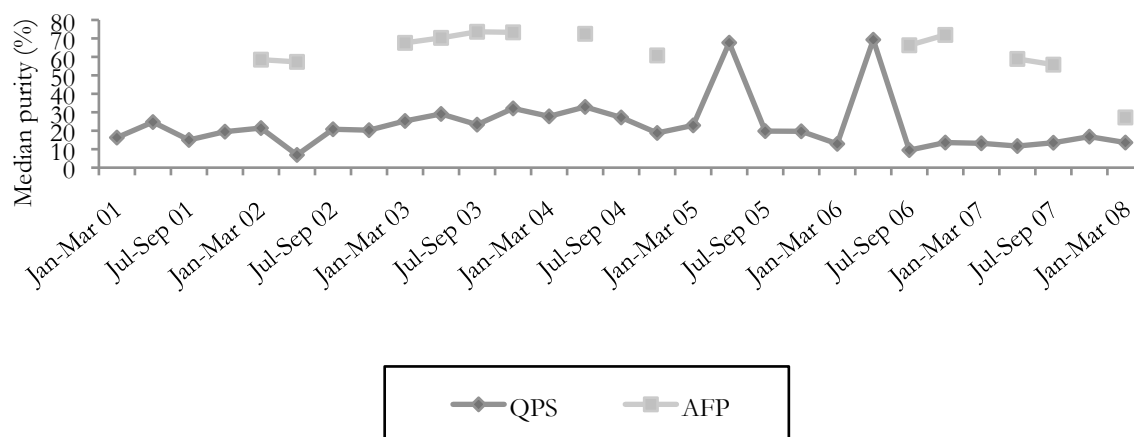 Median purity (%)
80
70
60
50
40
30
20
10
0
Jan-Mar 01
Jul-Sep 01
Jan-Mar 02
Jul-Sep 02
Jan-Mar 03
Jul-Sep 03
Jan-Mar 04
Jul-Sep 04
Jan-Mar 05
Jul-Sep 05
Jan-Mar 06
Jul-Sep 06
Jan-Mar 07
Jul-Sep 07
Jan-Mar 08
QPS
AFP